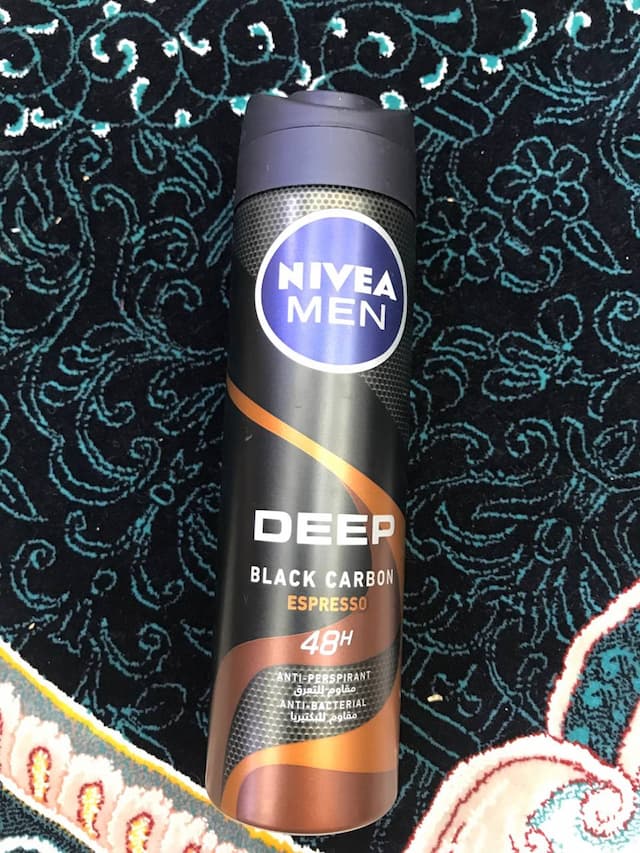 NIVEA
MEN
DEEP
BLACK CARBON
ESPRESSO
48H
ANTI-PERSPIRANT
مقاوم للتعرق
ANTI-BACTERIAL
مقاوم للبكتيريا